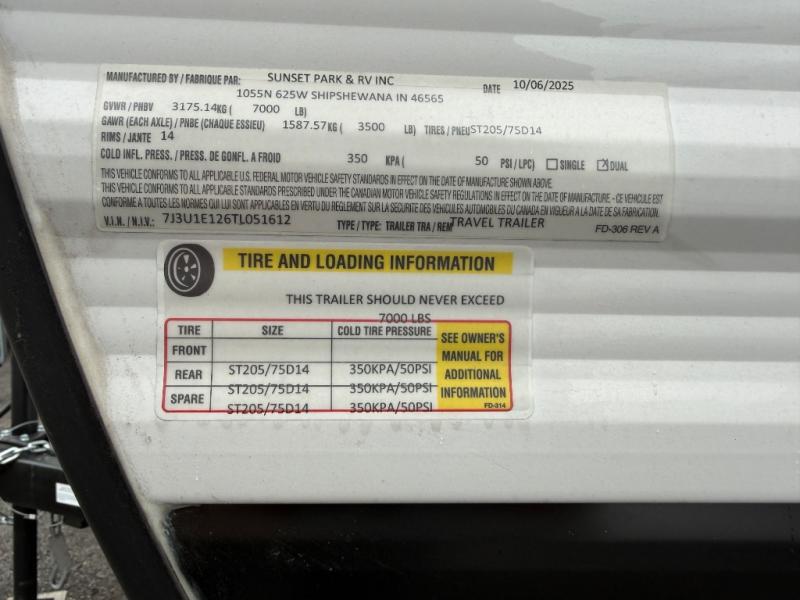 MANUFACTURED BY / FABRIQUE PAR: SUNSET PARK & RV INC DATE 10/06/2025
1055N 625W SHIPSHEWANA IN 46565
GVWR / PNBV 3175.14KG ( 7000 LB)
GAWR (EACH AXLE) / PNBE (CHAQUE ESSIEU) 1587.57KG ( 3500 LB) TIRES / PNEU ST205/75D14
RIMS / JANTE 14
COLD INFL. PRESS. / PRESS. DE GONFL. A FROID 350 KPA ( 50 PSI / LPC) ☐ SINGLE ☒ DUAL
THIS VEHICLE CONFORMS TO ALL APPLICABLE U.S. FEDERAL MOTOR VEHICLE SAFETY STANDARDS IN EFFECT ON THE DATE OF MANUFACTURE SHOWN ABOVE.
THIS VEHICLE CONFORMS TO ALL APPLICABLE STANDARDS PRESCRIBED UNDER THE CANADIAN MOTOR VEHICLE SAFETY REGULATIONS IN EFFECT ON THE DATE OF MANUFACTURE - CE VEHICULE EST
CONFORME A TOUTES LES NORMES QUI LUI SONT APPLICABLES EN VERTU DU REGLEMENT SUR LA SECURITE DES VEHICULES AUTOMOBILES DU CANADA EN VIGUEUR A LA DATE DE SA FABRICATION.
V.I.N. / N.I.V.: 7J3U1E126TL051612 TYPE / TYPE: TRAILER TRA / REM TRAVEL TRAILER FD-306 REV A
TIRE AND LOADING INFORMATION
THIS TRAILER SHOULD NEVER EXCEED
7000 LBS
TIRE SIZE COLD TIRE PRESSURE
FRONT
REAR ST205/75D14 350KPA/50PSI
ST205/75D14 350KPA/50PSI
SPARE ST205/75D14 350KPA/50PSI
SEE OWNER'S
MANUAL FOR
ADDITIONAL
INFORMATION
FD-314